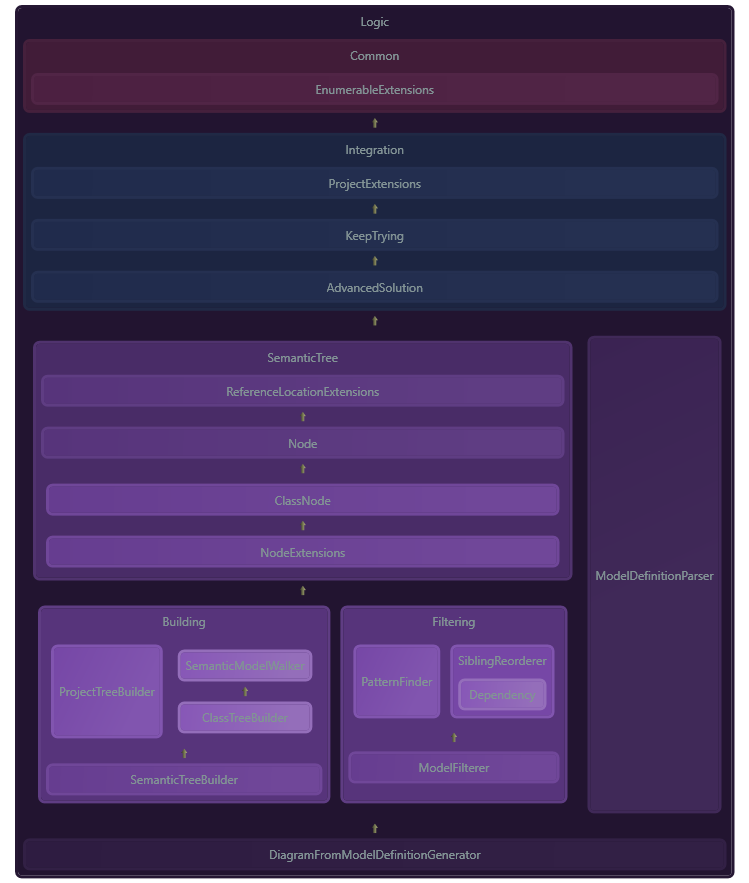 Logic
Common
EnumerableExtensions
Integration
ProjectExtensions
KeepTrying
AdvancedSolution
SemanticTree
ReferenceLocationExtensions
Node
ClassNode
NodeExtensions
ModelDefinitionParser
Building
ProjectTreeBuilder
SemanticModelWalker
ClassTreeBuilder
SemanticTreeBuilder
Filtering
PatternFinder
SiblingReorderer
Dependency
ModelFilterer
DiagramFromModelDefinitionGenerator